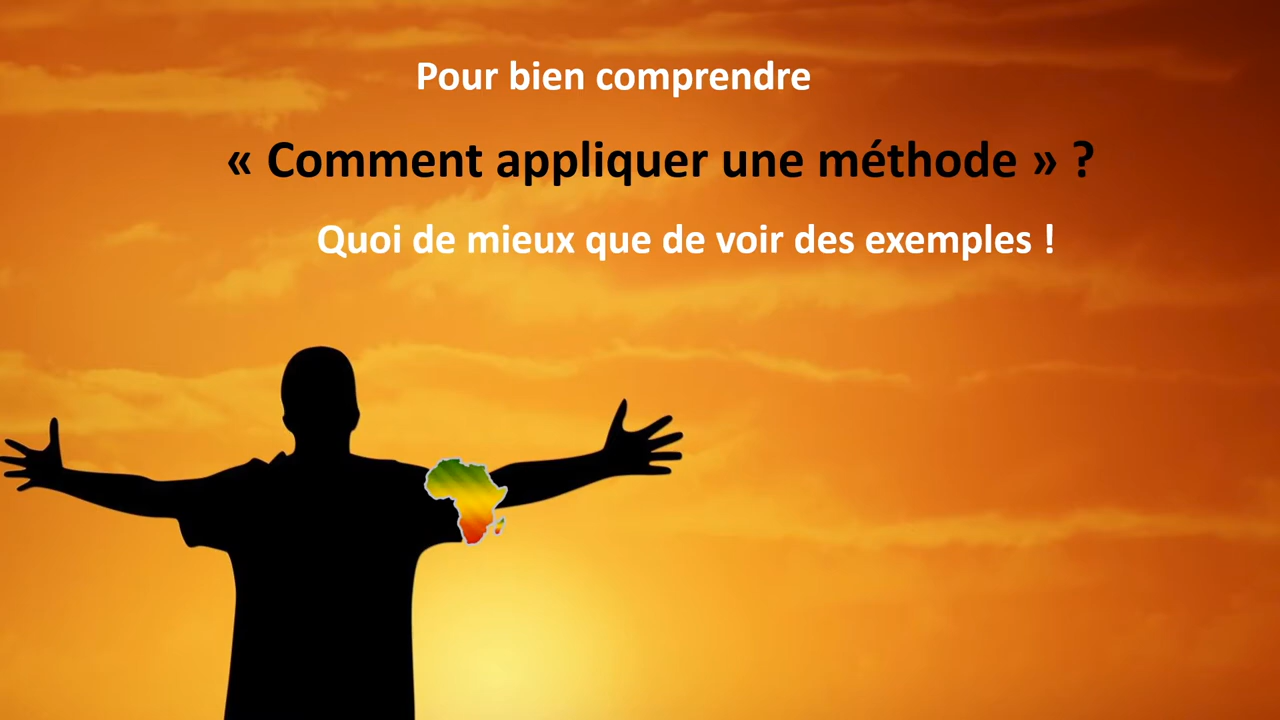 Pour bien comprendre
« Comment appliquer une méthode » ?
Quoi de mieux que de voir des exemples !